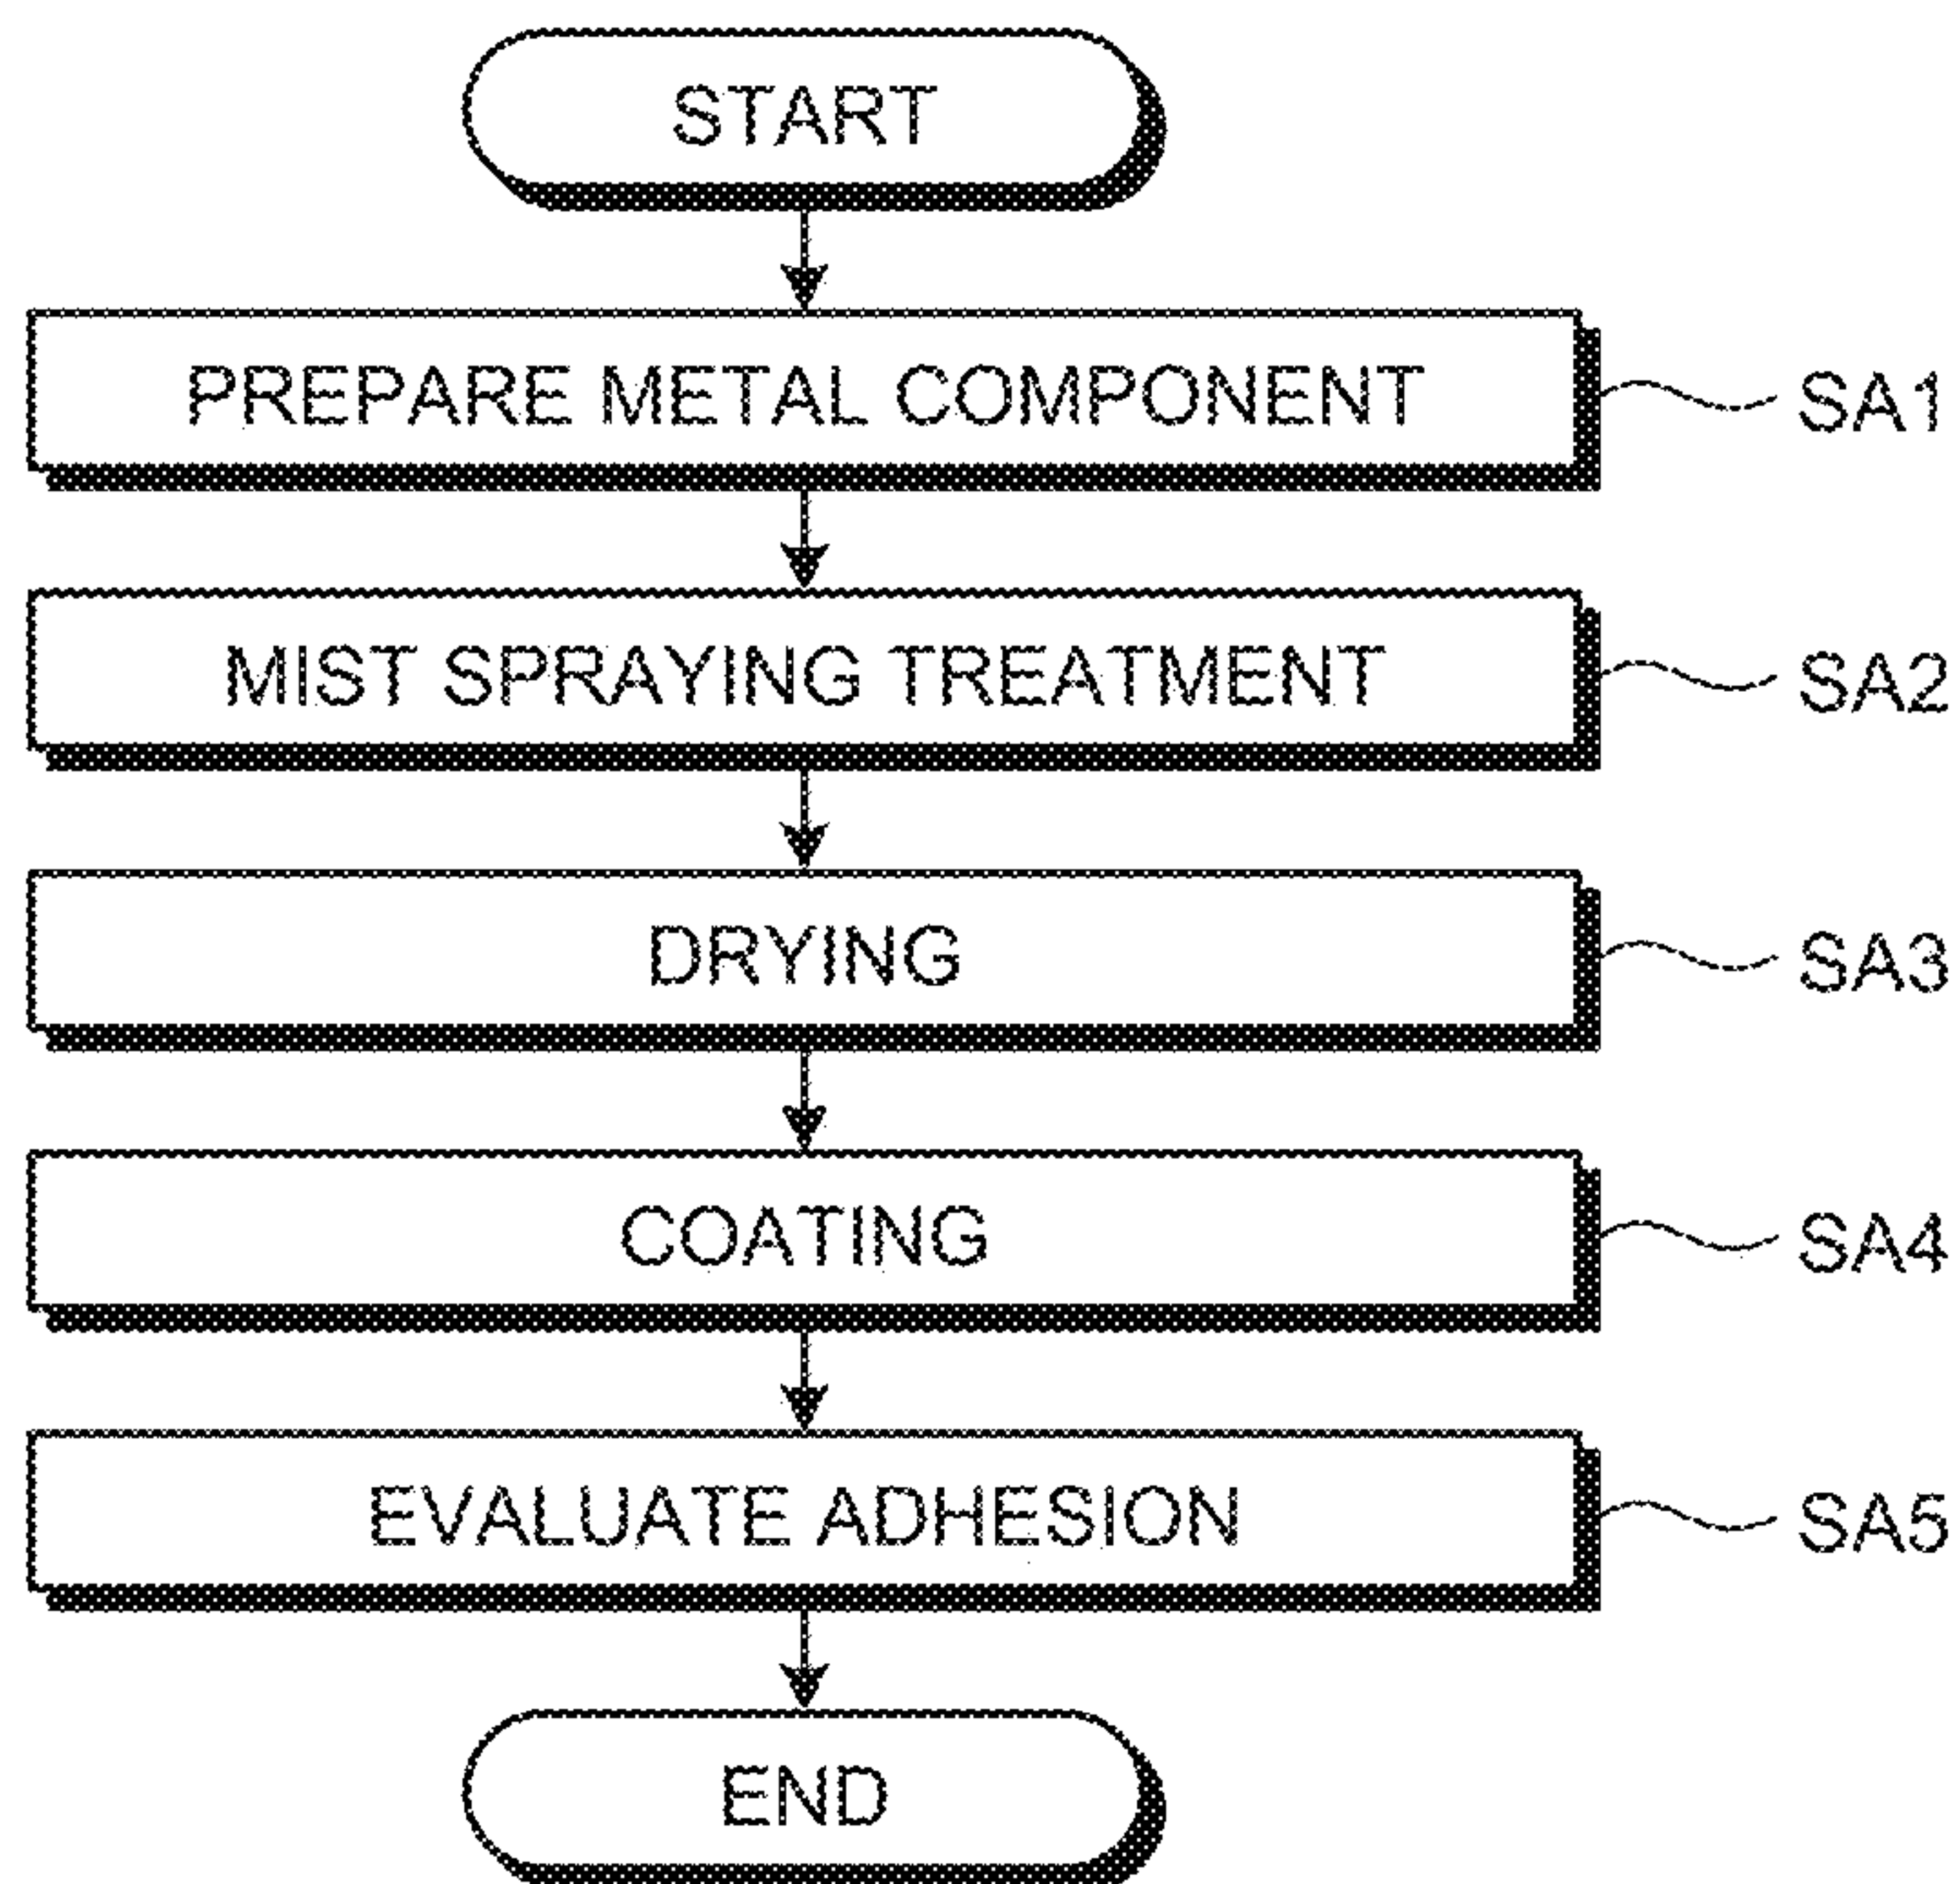 START
PREPARE METAL COMPONENT
SA1
MIST SPRAYING TREATMENT
SA2
DRYING
SA3
COATING
SA4
EVALUATE ADHESION
SA5
END